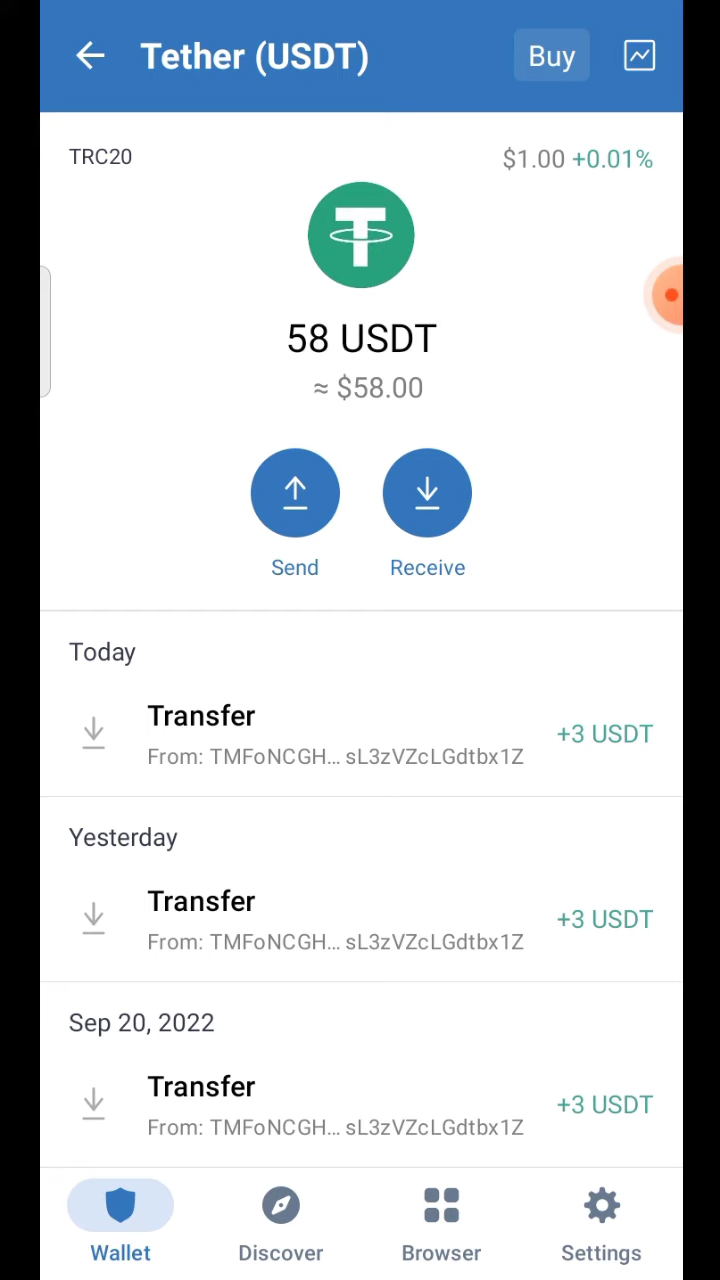 Tether (USDT)
Buy
TRC20
$1.00 +0.01%
58 USDT
≈ $58.00
Send
Receive
Today
Transfer
+3 USDT
From: TMFoNCGH... sL3zVZcLGdtbx1Z
Yesterday
Transfer
+3 USDT
From: TMFoNCGH... sL3zVZcLGdtbx1Z
Sep 20, 2022
Transfer
+3 USDT
From: TMFoNCGH... sL3zVZcLGdtbx1Z
Wallet
Discover
Browser
Settings